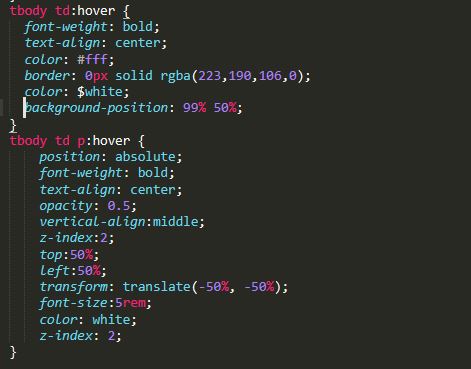 tbody td:hover {
font-weight: bold;
text-align: center;
color: #fff;
border: 0px solid rgba(223,190,106,0);
color: $white;
background-position: 99% 50%;
}
tbody td p:hover {
position: absolute;
font-weight: bold;
text-align: center;
opacity: 0.5;
vertical-align:middle;
z-index:2;
top:50%;
left:50%;
transform: translate(-50%, -50%);
font-size:5rem;
color: white;
z-index: 2;
}